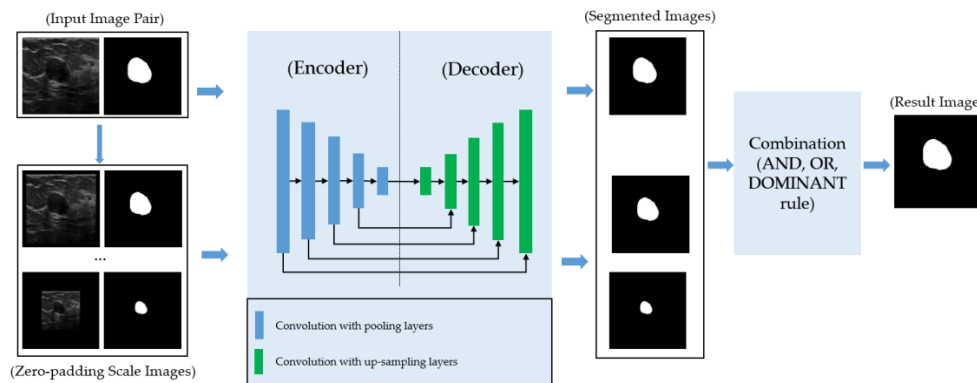 (Input Image Pair)
(Segmented Images)
(Encoder)
(Decoder)
(Result Image)
Combination
(AND, OR,
DOMINANT
rule)
...
Convolution with pooling layers
Convolution with up-sampling layers
(Zero-padding Scale Images)